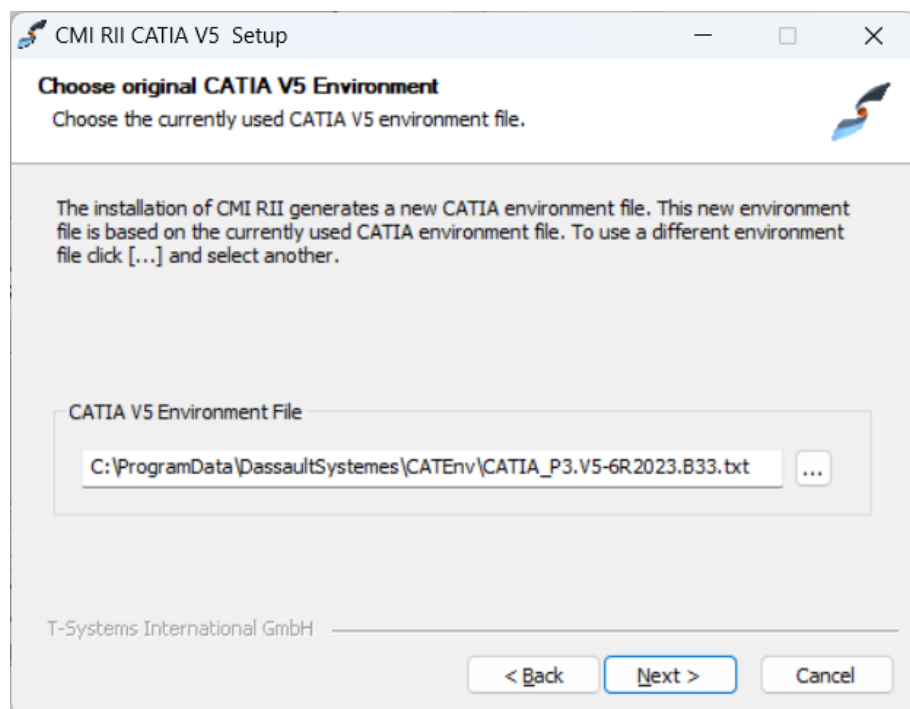 CMI RII CATIA V5  Setup
Choose original CATIA V5 Environment
Choose the currently used CATIA V5 environment file.
The installation of CMI RII generates a new CATIA environment file. This new environment
file is based on the currently used CATIA environment file. To use a different environment
file click [...] and select another.
CATIA V5 Environment File
C:\ProgramData\DassaultSystemes\CATEnv\CATIA_P3.V5-6R2023.B33.txt ...
T-Systems International GmbH
< Back Next > Cancel